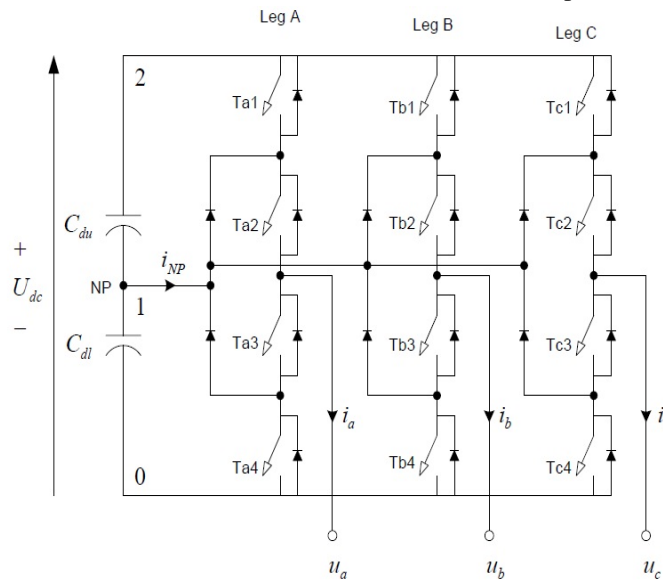 Leg A Leg B Leg C
2
Ta1 Tb1 Tc1
Ta2 Tb2 Tc2
C_du
+
U_dc
−
i_NP
NP
1
C_dl
Ta3 Tb3 Tc3
i_a i_b i
0
Ta4 Tb4 Tc4
u_a u_b u_c